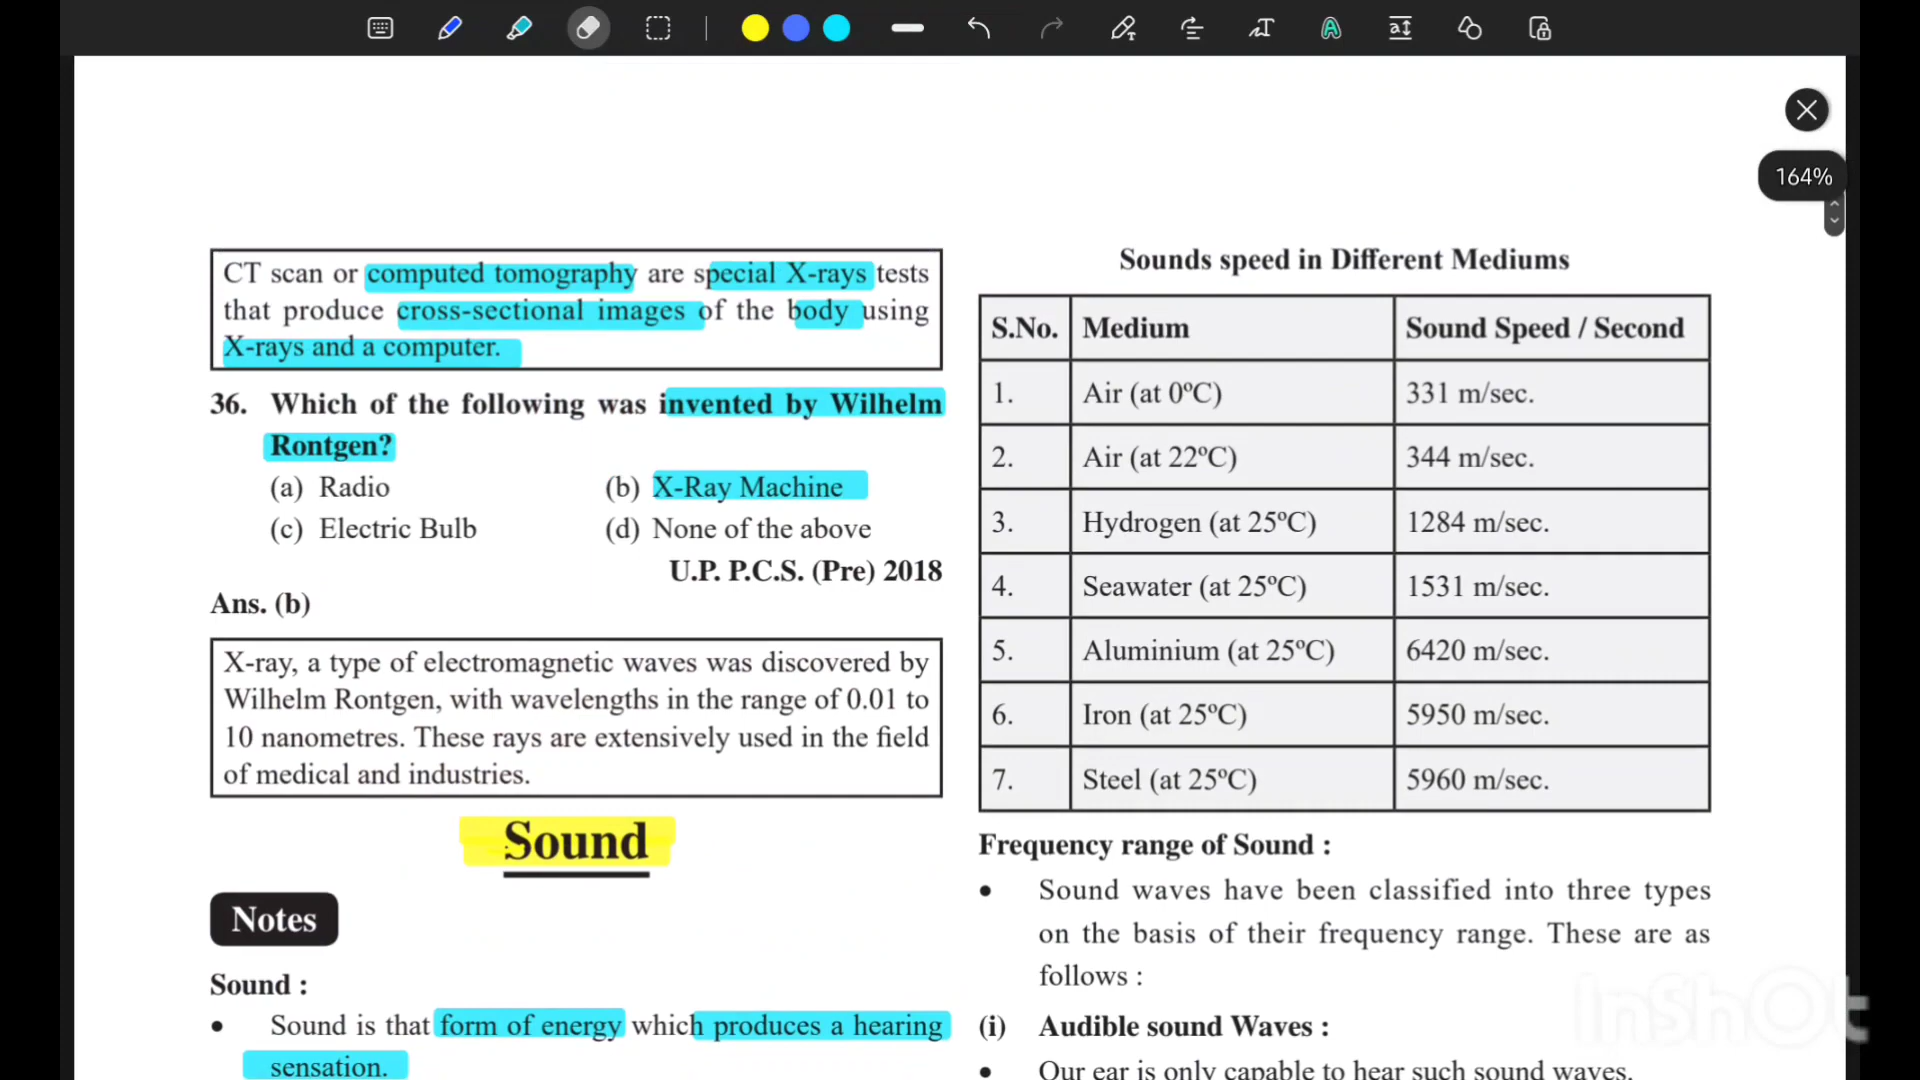 164%
CT scan or computed tomography are special X-rays tests
that produce cross-sectional images of the body using
X-rays and a computer.
36. Which of the following was invented by Wilhelm
Rontgen?
(a) Radio (b) X-Ray Machine
(c) Electric Bulb (d) None of the above
U.P. P.C.S. (Pre) 2018
Ans. (b)
X-ray, a type of electromagnetic waves was discovered by
Wilhelm Rontgen, with wavelengths in the range of 0.01 to
10 nanometres. These rays are extensively used in the field
of medical and industries.
Sound
Notes
Sound :
• Sound is that form of energy which produces a hearing
sensation.
Sounds speed in Different Mediums
S.No. Medium Sound Speed / Second
1. Air (at 0ºC) 331 m/sec.
2. Air (at 22ºC) 344 m/sec.
3. Hydrogen (at 25ºC) 1284 m/sec.
4. Seawater (at 25ºC) 1531 m/sec.
5. Aluminium (at 25ºC) 6420 m/sec.
6. Iron (at 25ºC) 5950 m/sec.
7. Steel (at 25ºC) 5960 m/sec.
Frequency range of Sound :
• Sound waves have been classified into three types
on the basis of their frequency range. These are as
follows :
(i) Audible sound Waves :
• Our ear is only capable to hear such sound waves,
InShOt